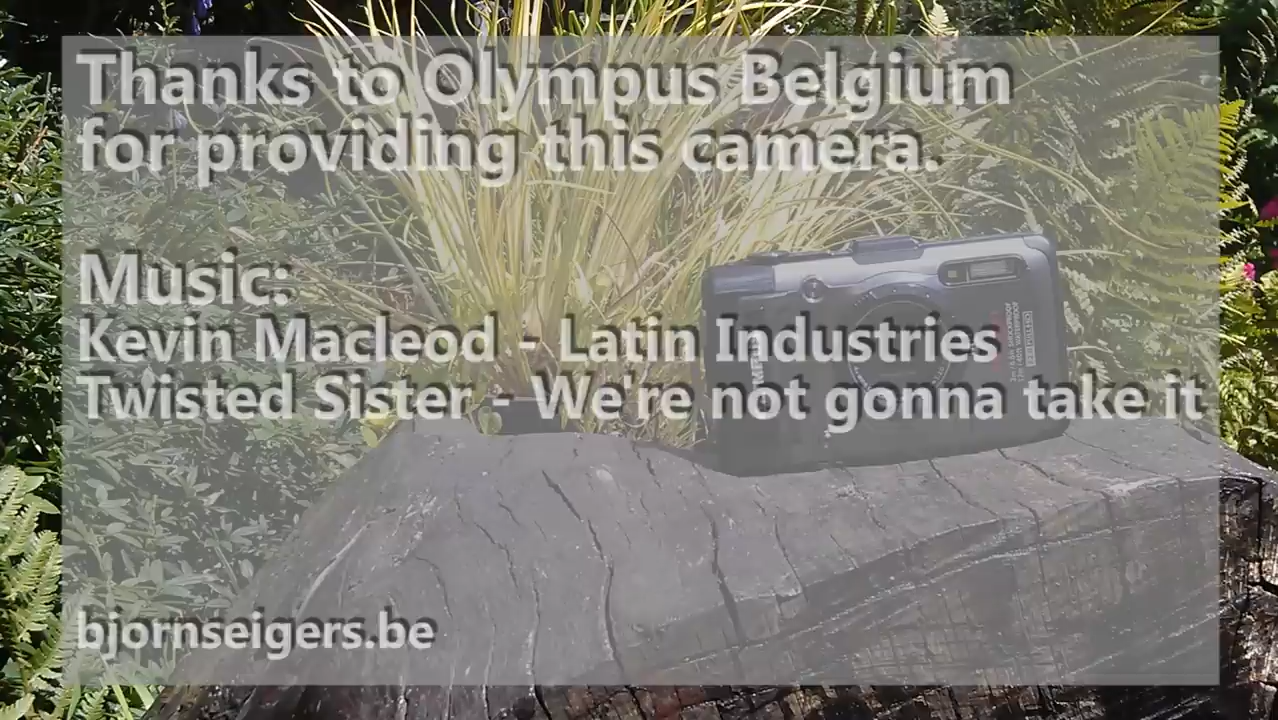 Thanks to Olympus Belgium
for providing this camera.
Music:
Kevin Macleod - Latin Industries
Twisted Sister - We're not gonna take it
bjornseigers.be